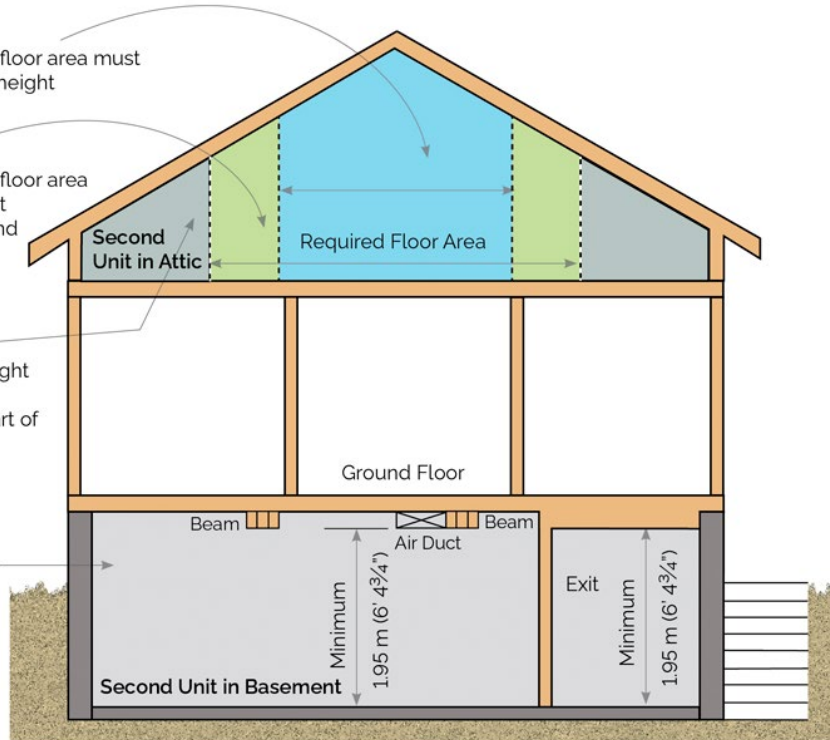 floor area must
height
floor area
t
nd
ght
rt of
Second
Unit in Attic
Required Floor Area
Ground Floor
Beam
Beam
Air Duct
Minimum
1.95 m (6' 4¾")
Exit
Minimum
1.95 m (6' 4¾")
Second Unit in Basement